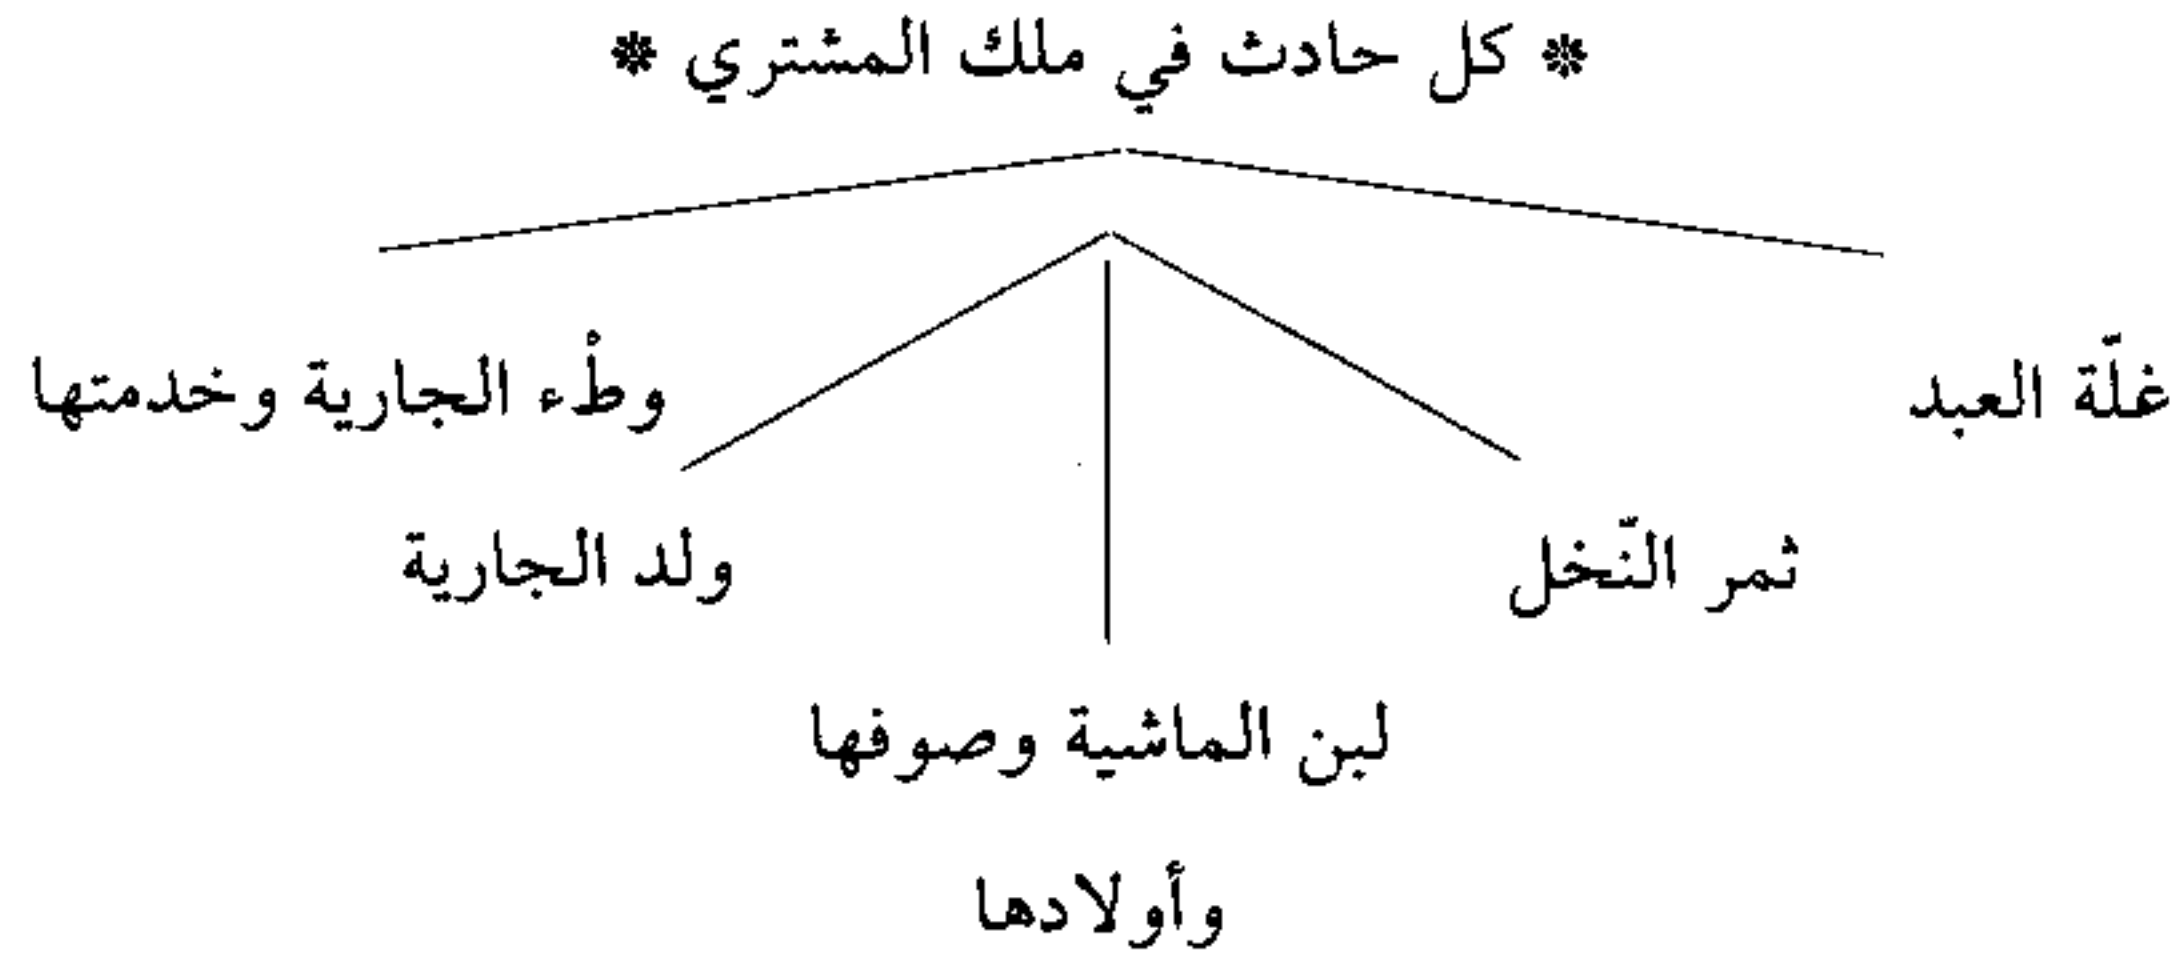 * كل حادث في ملك المشتري *
غلّة العبد
وطْء الجارية وخدمتها
ثمر النّخل
ولد الجارية
لبن الماشية وصوفها
وأولادها